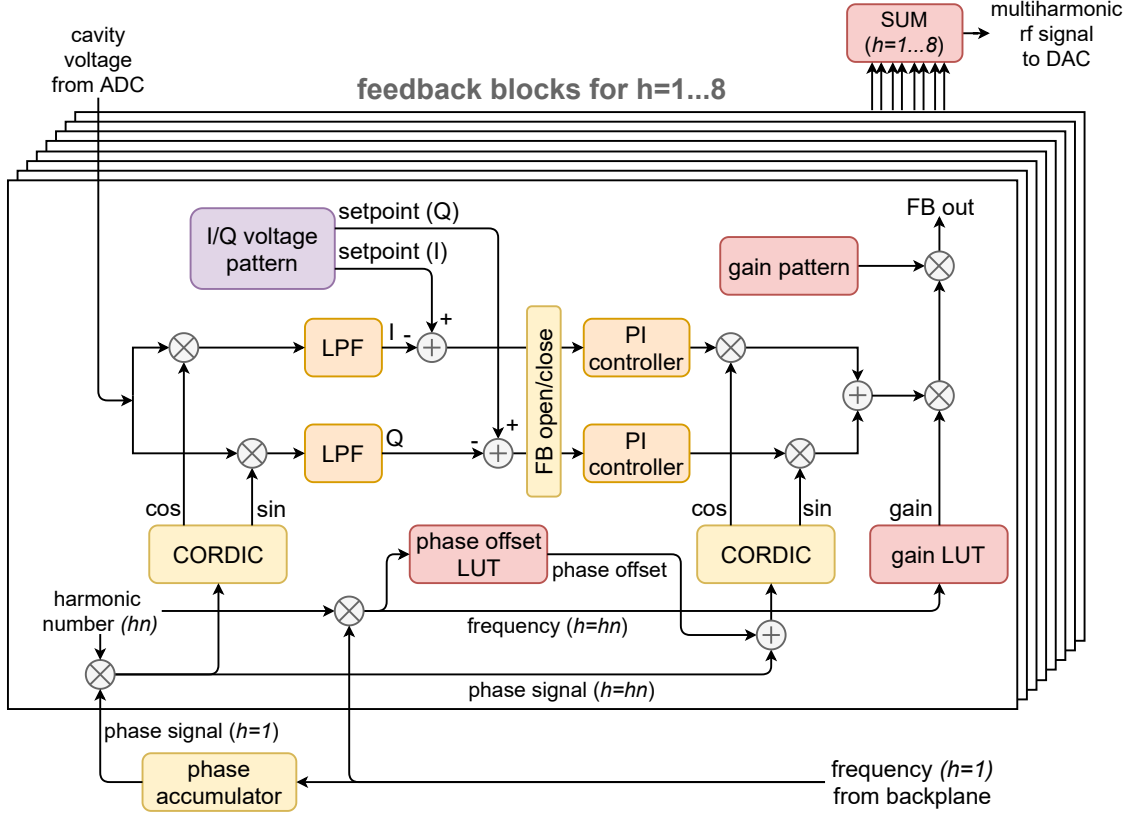 cavity
voltage
from ADC
SUM
(h=1...8)
multiharmonic
rf signal
to DAC
feedback blocks for h=1...8
I/Q voltage
pattern
setpoint (Q)
setpoint (I)
FB out
gain pattern
+
I
-
LPF
+
PI
controller
FB open/close
+
LPF
Q
-
+
+
PI
controller
cos
sin
cos
sin
gain
CORDIC
phase offset
LUT
phase offset
CORDIC
gain LUT
harmonic
number (hn)
frequency (h=hn)
+
phase signal (h=hn)
phase signal (h=1)
phase
accumulator
frequency (h=1)
from backplane